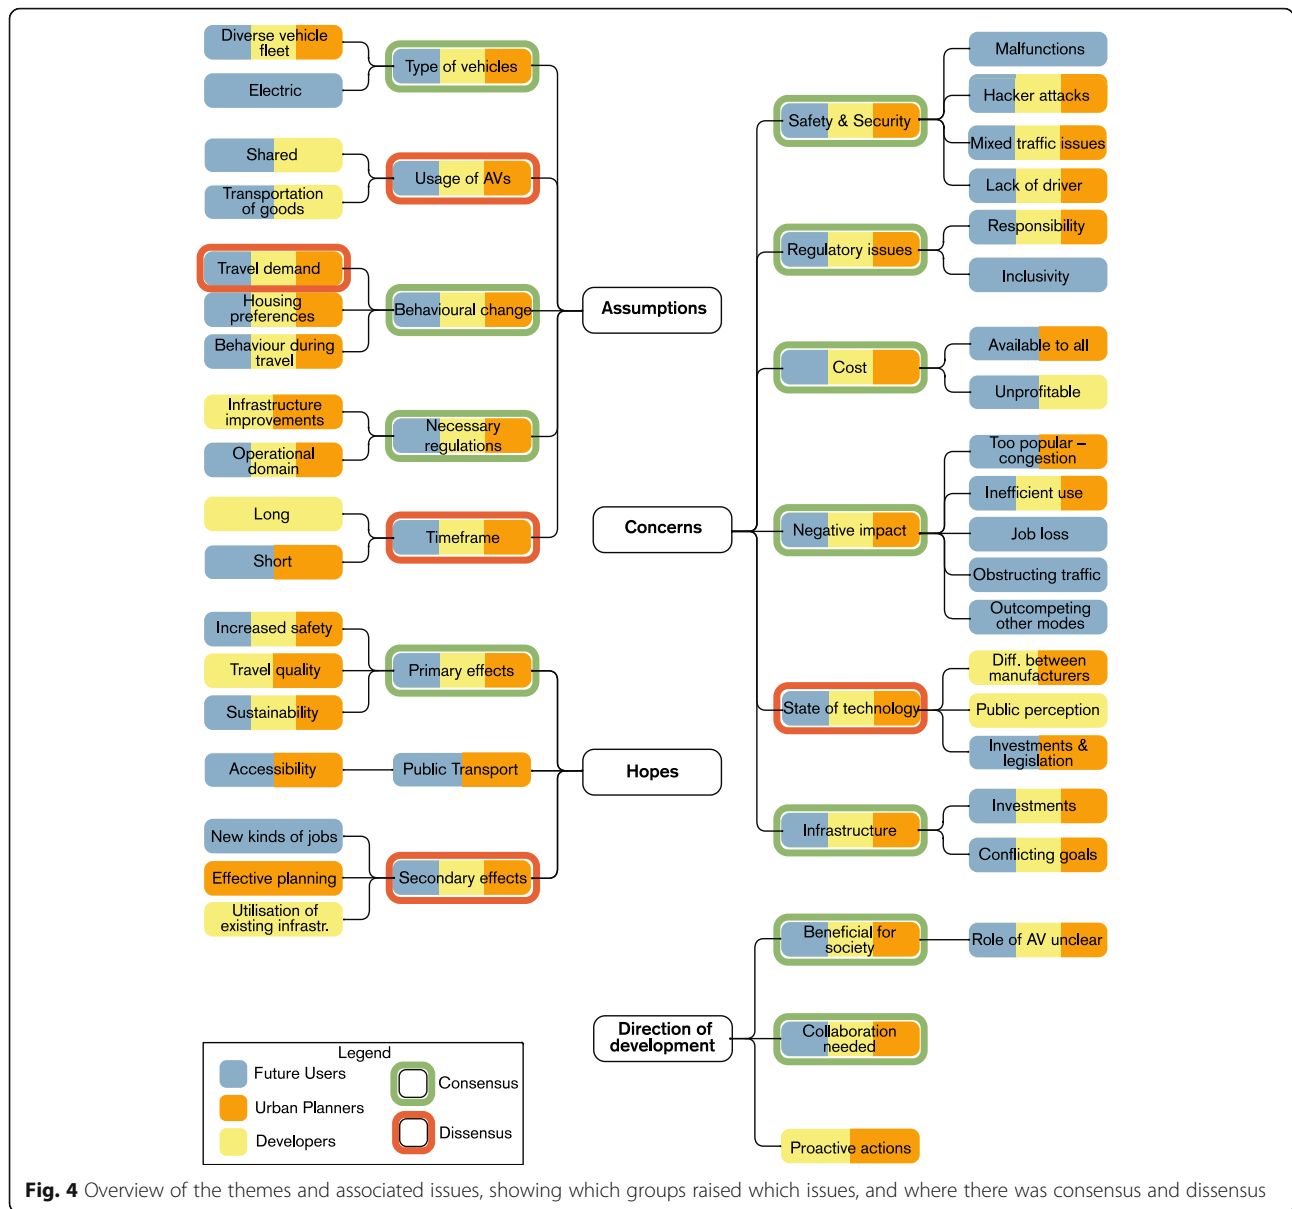 Diverse vehicle
fleet
Electric
Type of vehicles
Shared
Transportation
of goods
Usage of AVs
Travel demand
Housing
preferences
Behaviour during
travel
Behavioural change
Infrastructure
improvements
Operational
domain
Necessary
regulations
Long
Short
Timeframe
Assumptions
Increased safety
Travel quality
Sustainability
Primary effects
Accessibility
Public Transport
New kinds of jobs
Effective planning
Utilisation of
existing infrastr.
Secondary effects
Hopes
Concerns
Safety & Security
Malfunctions
Hacker attacks
Mixed traffic issues
Lack of driver
Regulatory issues
Responsibility
Inclusivity
Cost
Available to all
Unprofitable
Negative impact
Too popular –
congestion
Inefficient use
Job loss
Obstructing traffic
Outcompeting
other modes
State of technology
Diff. between
manufacturers
Public perception
Investments &
legislation
Infrastructure
Investments
Conflicting goals
Direction of
development
Beneficial for
society
Role of AV unclear
Collaboration
needed
Proactive actions
Legend
Future Users
Urban Planners
Developers
Consensus
Dissensus
Fig. 4 Overview of the themes and associated issues, showing which groups raised which issues, and where there was consensus and dissensus